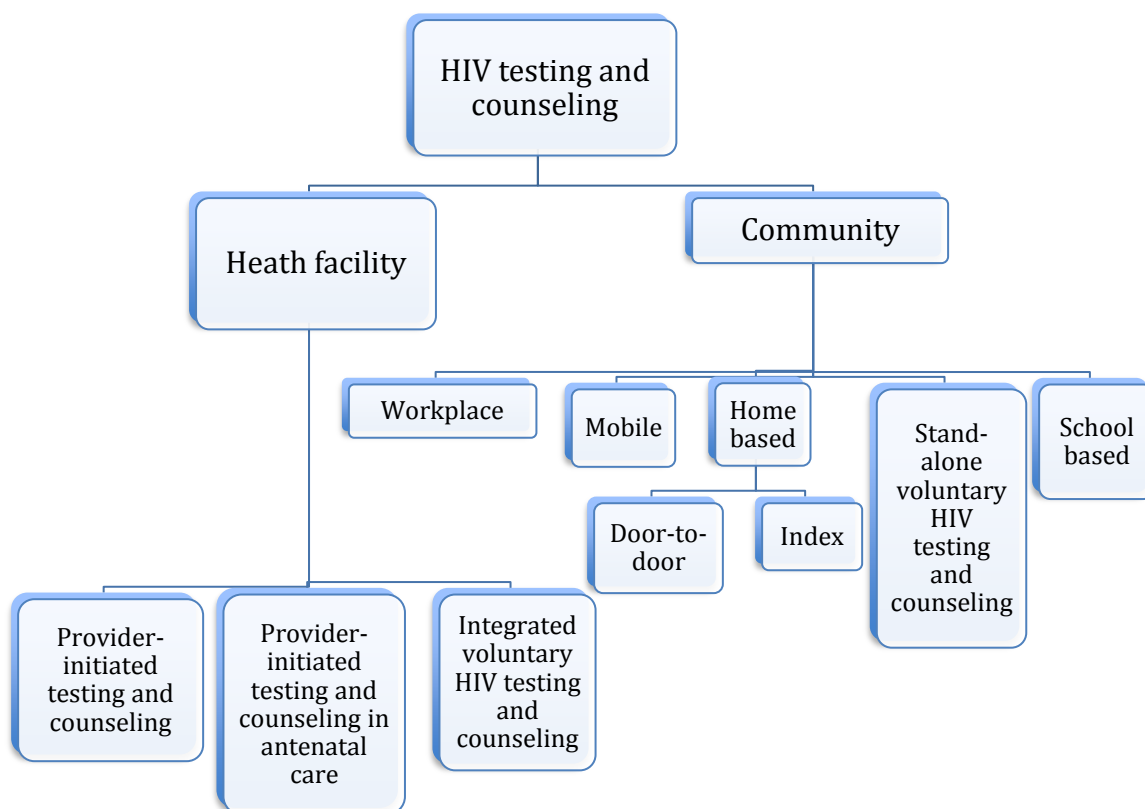 HIV testing and
counseling
Heath facility
Community
Workplace
Mobile
Home
based
Stand-
alone
voluntary
HIV
testing
and
counseling
School
based
Door-to-
door
Index
Provider-
initiated
testing and
counseling
Provider-
initiated
testing and
counseling in
antenatal
care
Integrated
voluntary
HIV testing
and
counseling